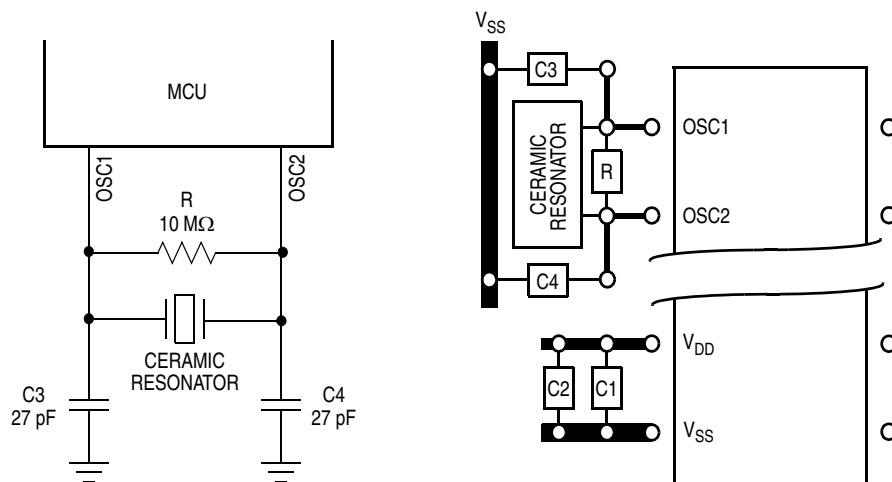 MCU
OSC1
OSC2
R
10 MΩ
CERAMIC
RESONATOR
C3
27 pF
C4
27 pF
VSS
C3
CERAMIC
RESONATOR
R
C4
OSC1
OSC2
C2
C1
VDD
VSS